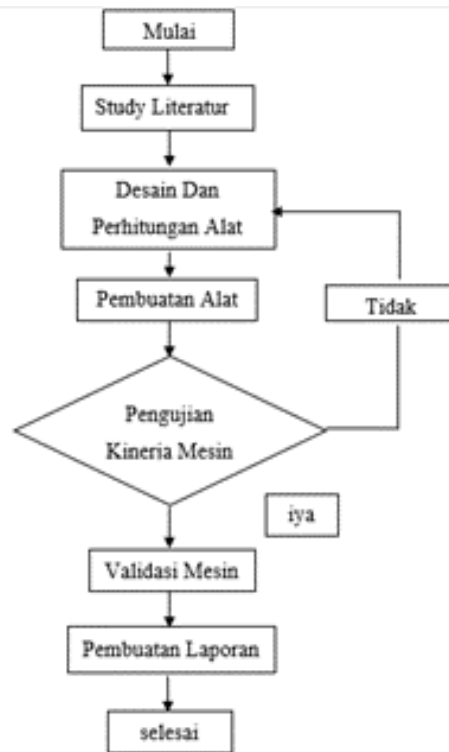 Mulai
Study Literatur
Desain Dan
Perhitungan Alat
Pembuatan Alat
Tidak
Pengujian
Kineria Mesin
iya
Validasi Mesin
Pembuatan Laporan
selesai